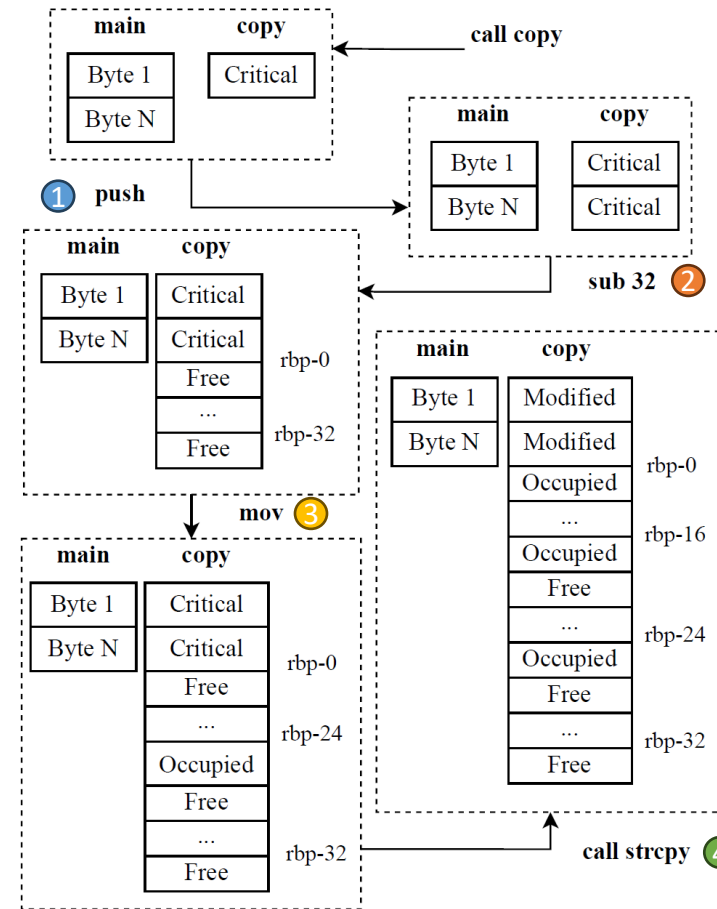 main copy
call copy
Byte 1 Critical
Byte N
main copy
Byte 1 Critical
Byte N Critical
1 push
sub 32 2
main copy
Byte 1 Critical
Byte N Critical
rbp-0
Free
...
rbp-32
Free
mov 3
main copy
Byte 1 Critical
Byte N Critical
rbp-0
Free
...
rbp-24
Occupied
Free
...
rbp-32
Free
main copy
Byte 1 Modified
Byte N Modified
rbp-0
Occupied
...
rbp-16
Occupied
Free
...
rbp-24
Occupied
Free
...
rbp-32
Free
call strcpy 4